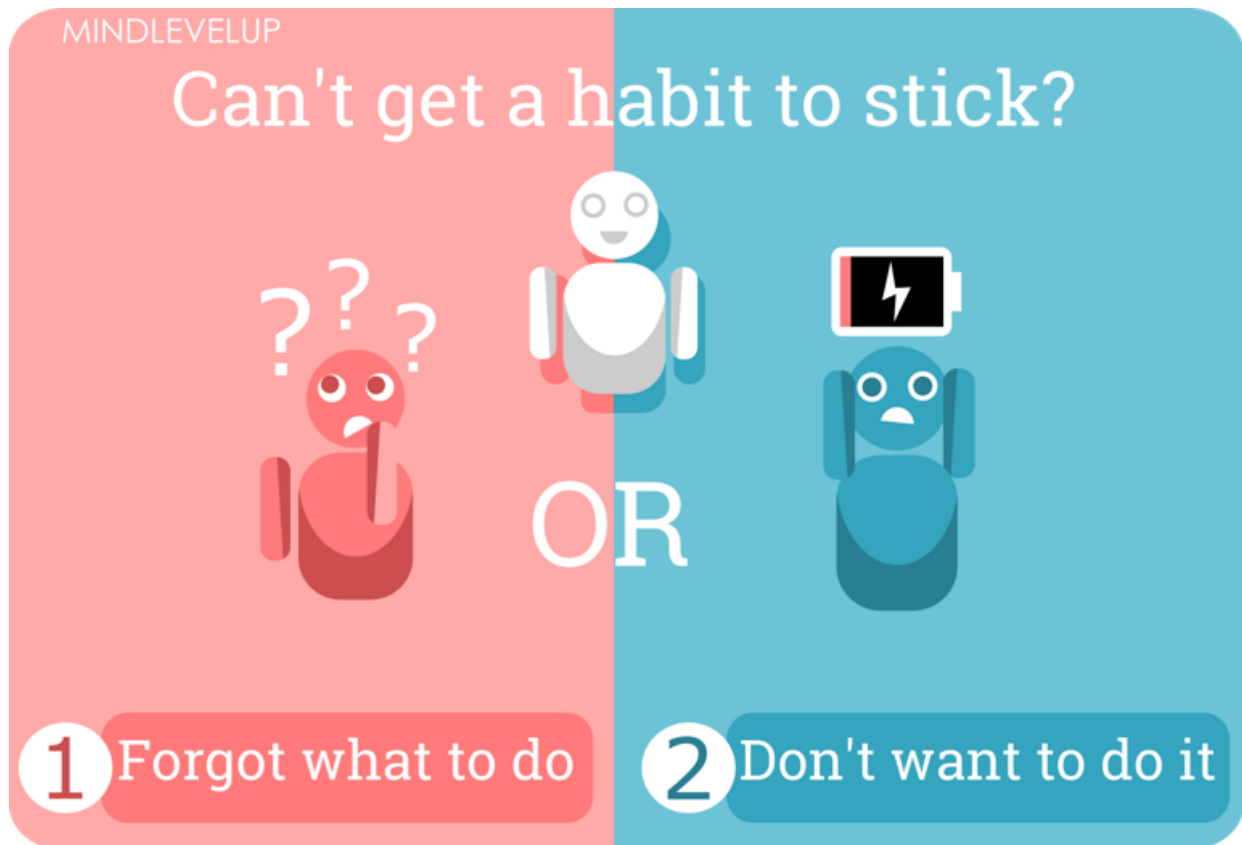 MINDLEVELUP
Can't get a habit to stick?
? ? ?
OR
1 Forgot what to do
2 Don't want to do it